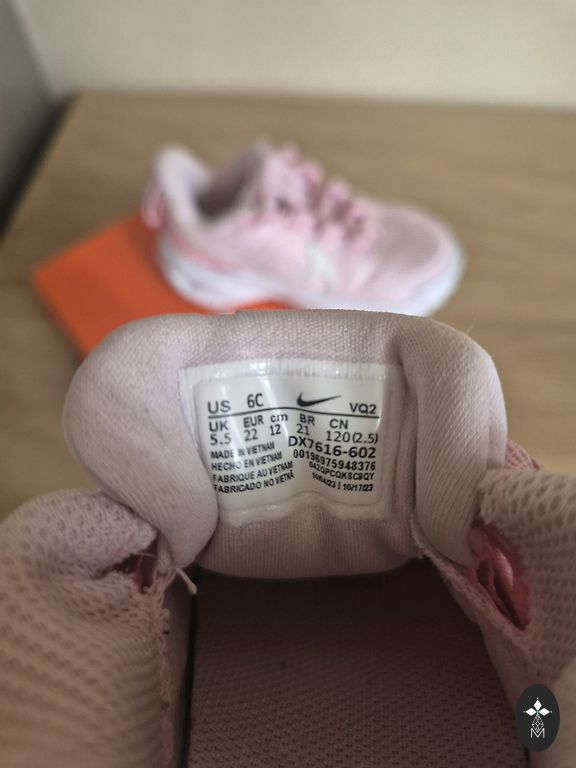 US 6C VQ2
UK EUR cm BR CN
5.5 22 12 21 120(2.5)
MADE IN VIETNAM DX7616-602
HECHO EN VIETNAM 00196975948376
FABRIQUE AU VIETNAM 04ZQPCQKSC9QY
FABRICADO NO VIETNÃ | 10/17/23
M